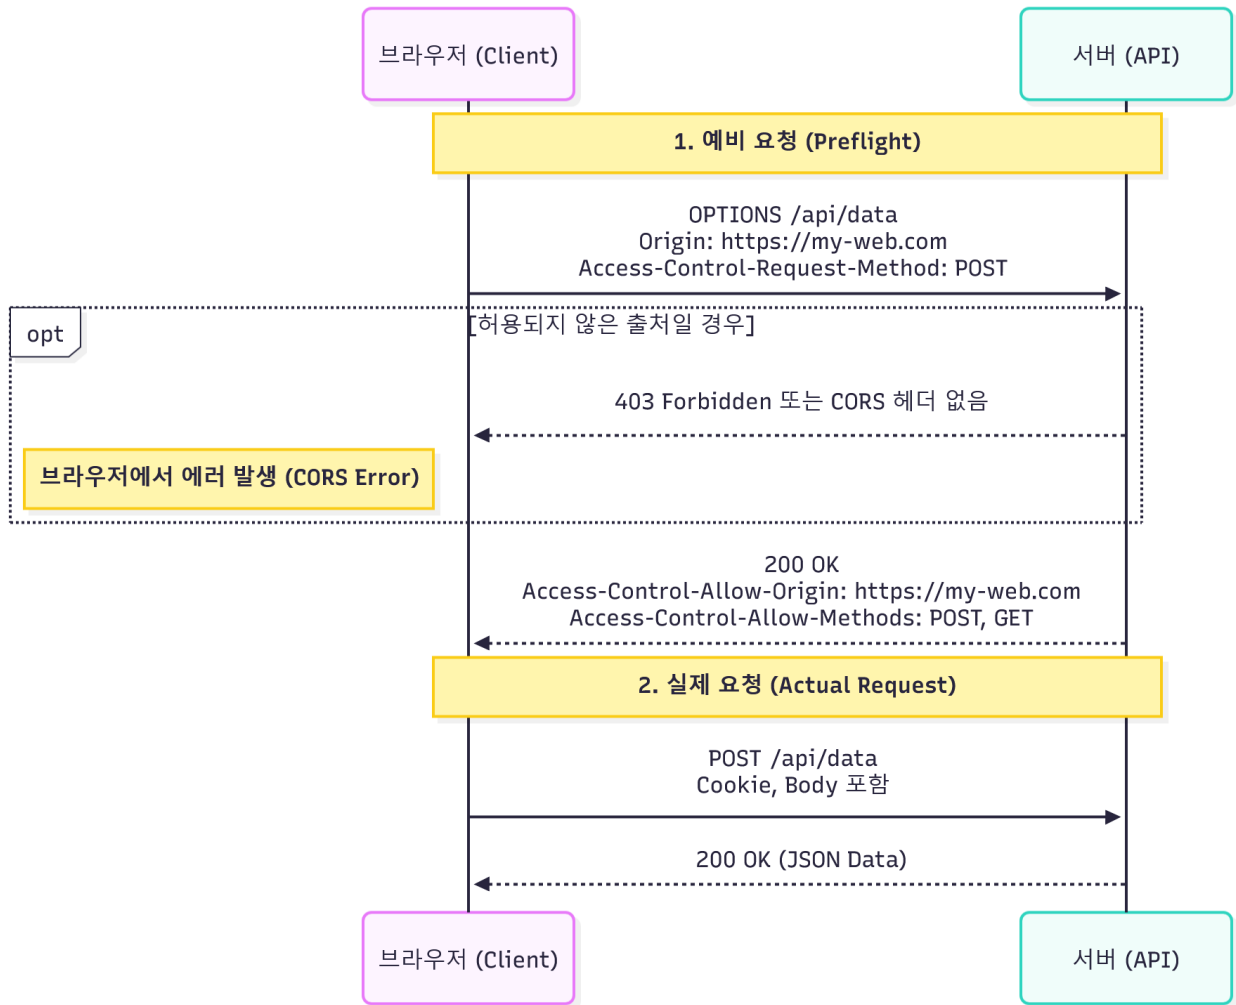 브라우저 (Client)
서버 (API)
1. 예비 요청 (Preflight)
OPTIONS /api/data
Origin: https://my-web.com
Access-Control-Request-Method: POST
opt
[허용되지 않은 출처일 경우]
403 Forbidden 또는 CORS 헤더 없음
브라우저에서 에러 발생 (CORS Error)
200 OK
Access-Control-Allow-Origin: https://my-web.com
Access-Control-Allow-Methods: POST, GET
2. 실제 요청 (Actual Request)
POST /api/data
Cookie, Body 포함
200 OK (JSON Data)
브라우저 (Client)
서버 (API)